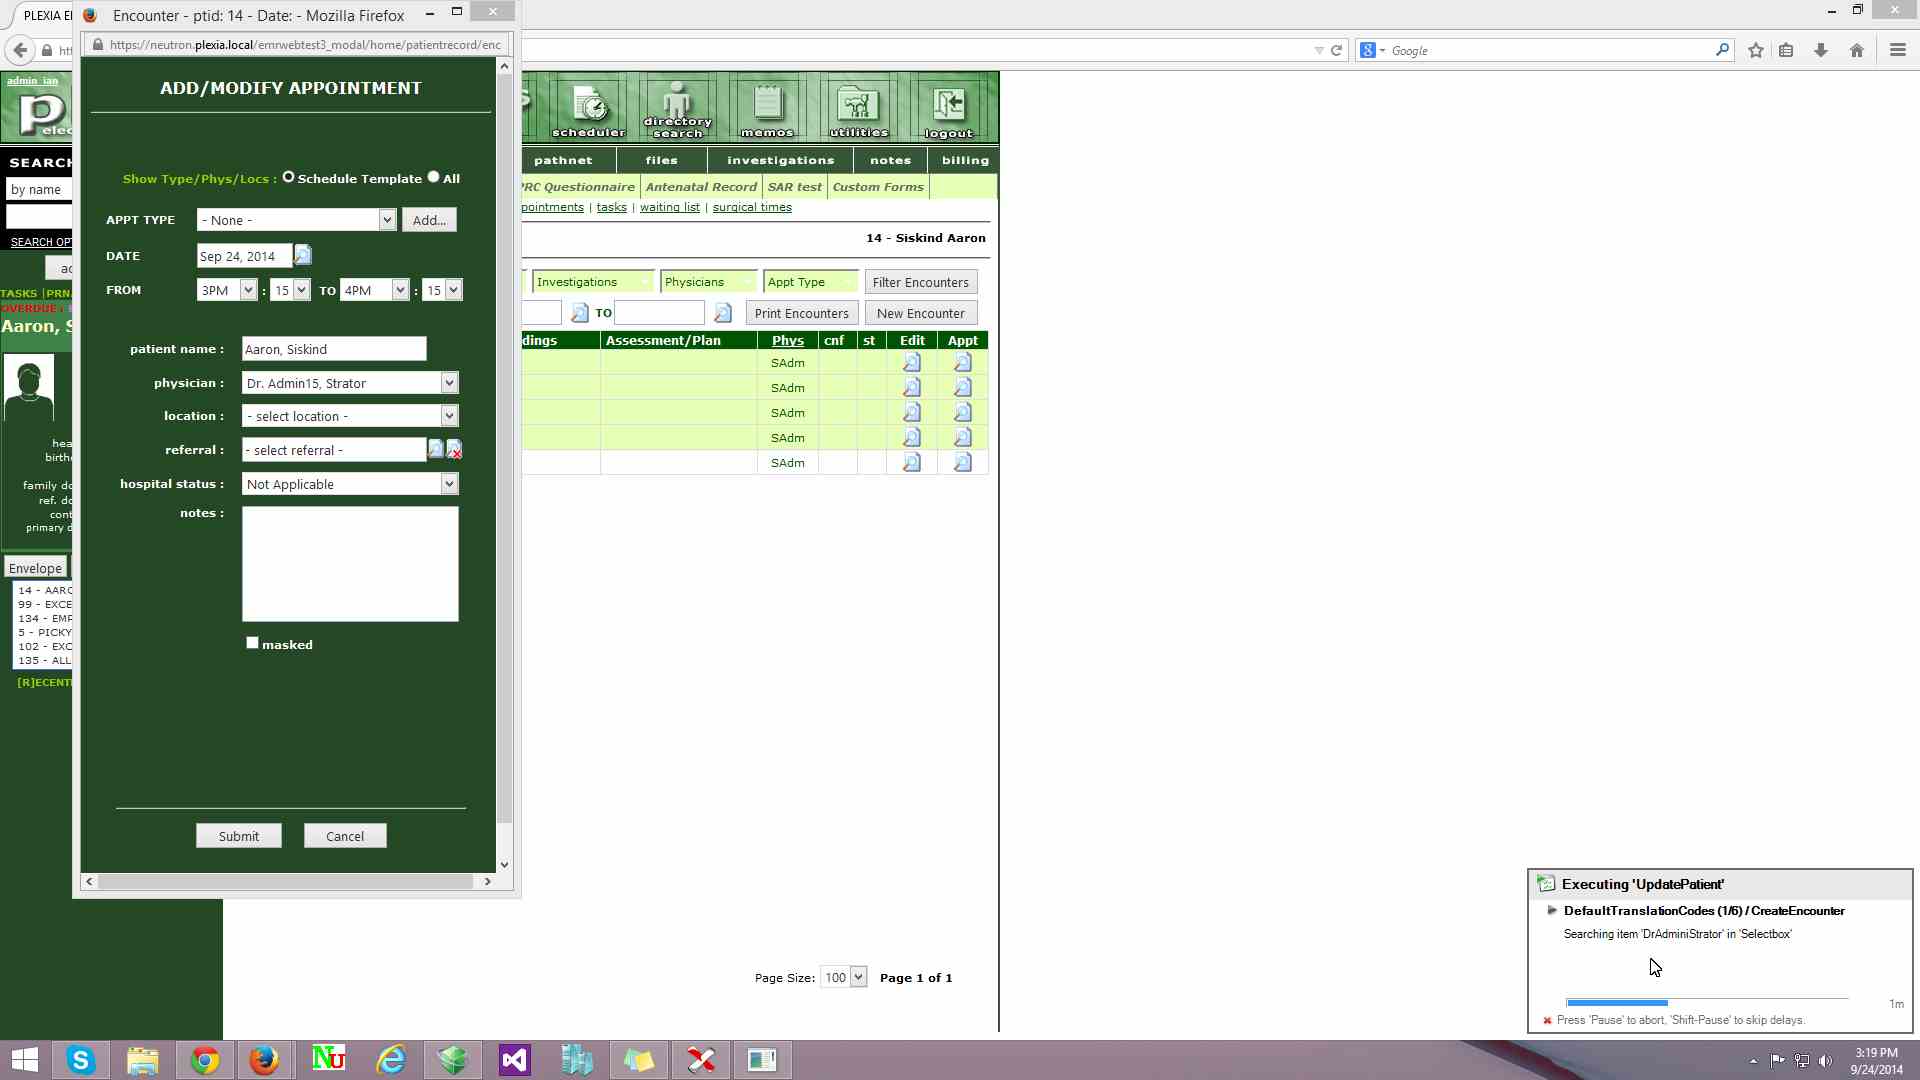 PLEXIA E
Encounter - ptid: 14 - Date: - Mozilla Firefox
https://neutron.plexia.local/emrwebtest3_modal/home/patientrecord/enc
Google
admin ian
elec
scheduler
directory search
memos
utilities
logout
SEARCH
by name
SEARCH OPT
TASKS | PRN
OVERDUE :
Aaron, S
hea
birthe
family do
ref. do
cont
primary d
Envelope
14 - AARO
99 - EXCE
134 - EMP
5 - PICKY
102 - EXC
135 - ALL
[R]ECENT
ADD/MODIFY APPOINTMENT
Show Type/Phys/Locs : Schedule Template All
APPT TYPE - None - Add...
DATE Sep 24, 2014
FROM 3PM : 15 TO 4PM : 15
patient name : Aaron, Siskind
physician : Dr. Admin15, Strator
location : - select location -
referral : - select referral -
hospital status : Not Applicable
notes :
masked
Submit Cancel
pathnet files investigations notes billing
PRC Questionnaire Antenatal Record SAR test Custom Forms
pointments | tasks | waiting list | surgical times
14 - Siskind Aaron
Investigations Physicians Appt Type Filter Encounters
TO Print Encounters New Encounter
dings Assessment/Plan Phys cnf st Edit Appt
SAdm
SAdm
SAdm
SAdm
SAdm
Page Size: 100 Page 1 of 1
Executing 'UpdatePatient'
DefaultTranslationCodes (1/6) / CreateEncounter
Searching item 'DrAdminiStrator' in 'Selectbox'
1m
Press 'Pause' to abort, 'Shift-Pause' to skip delays.
3:19 PM
9/24/2014